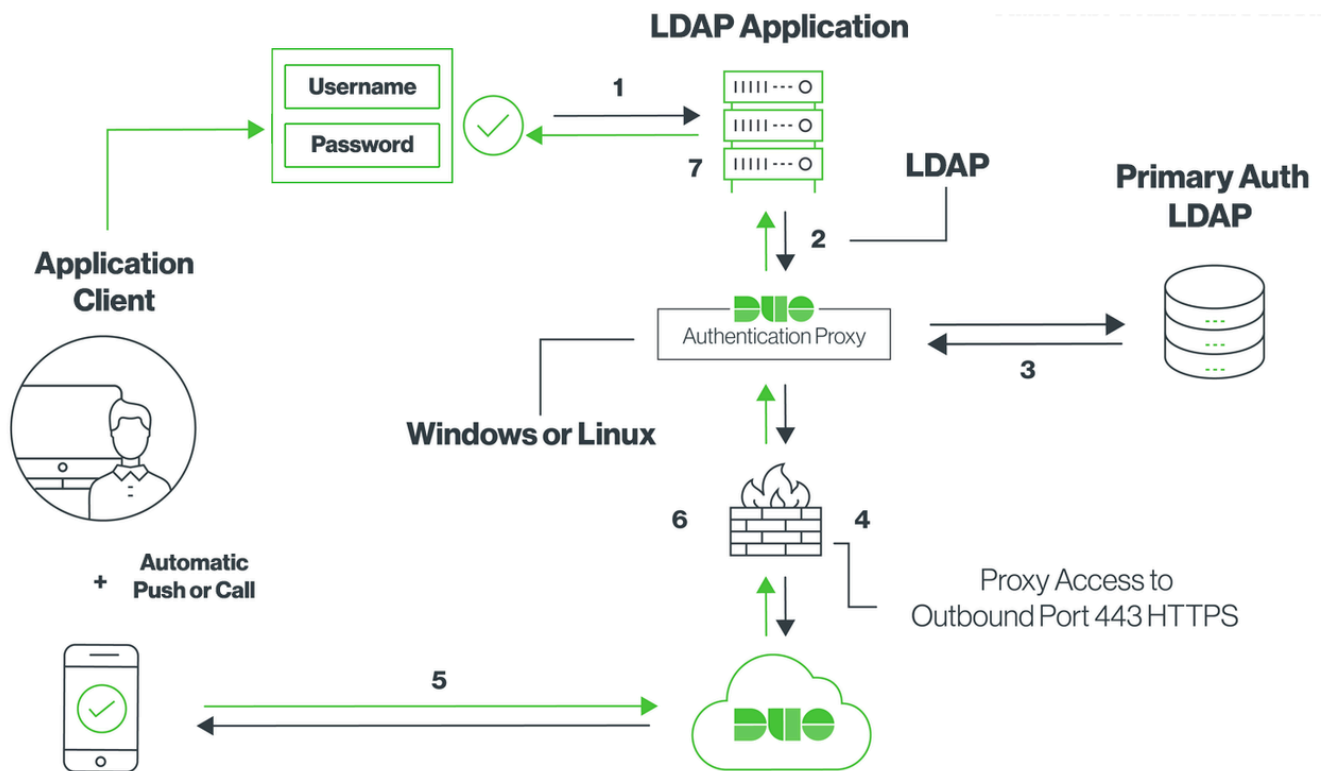 LDAP Application
Username
Password
1
7
LDAP
Primary Auth
LDAP
2
Application
Client
DUO
Authentication Proxy
3
Windows or Linux
6
4
Automatic
+
Push or Call
Proxy Access to
Outbound Port 443 HTTPS
5
DUO